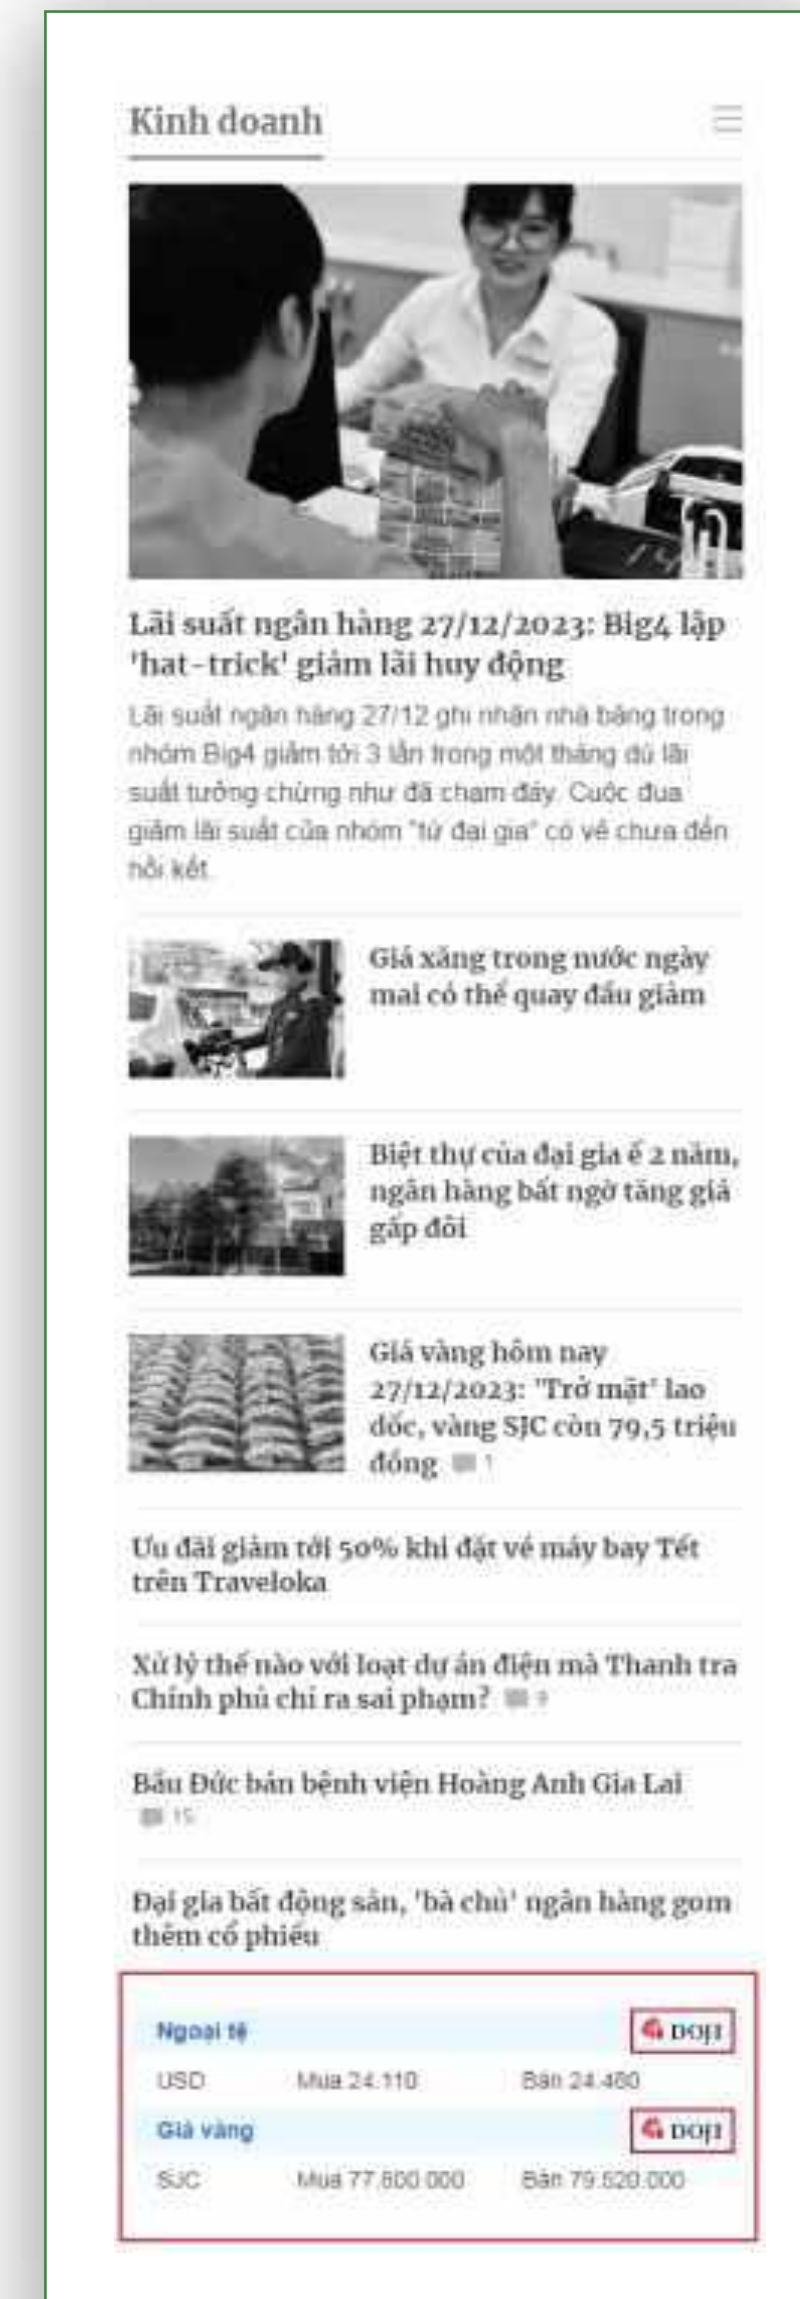 Kinh doanh
Lãi suất ngân hàng 27/12/2023: Big4 lập
'hat-trick' giảm lãi huy động
Lãi suất ngân hàng 27/12 ghi nhận nhà băng trong
nhóm Big4 giảm tới 3 lần trong một tháng dù lãi
suất tưởng chừng như đã chạm đáy. Cuộc đua
giảm lãi suất của nhóm "tứ đại gia" có vẻ chưa đến
hồi kết.
Giá xăng trong nước ngày
mai có thể quay đầu giảm
Biệt thự của đại gia ế 2 năm,
ngân hàng bất ngờ tăng giá
gấp đôi
Giá vàng hôm nay
27/12/2023: 'Trở mặt' lao
dốc, vàng SJC còn 79,5 triệu
đồng 1
Ưu đãi giảm tới 50% khi đặt vé máy bay Tết
trên Traveloka
Xử lý thế nào với loạt dự án điện mà Thanh tra
Chính phủ chỉ ra sai phạm?
Bầu Đức bán bệnh viện Hoàng Anh Gia Lai
15
Đại gia bất động sản, 'bà chủ' ngân hàng gom
thêm cổ phiếu
Ngoại tệ DOJI
USD Mua 24.110 Bán 24.460
Giá vàng DOJI
SJC Mua Bán 79.520.000